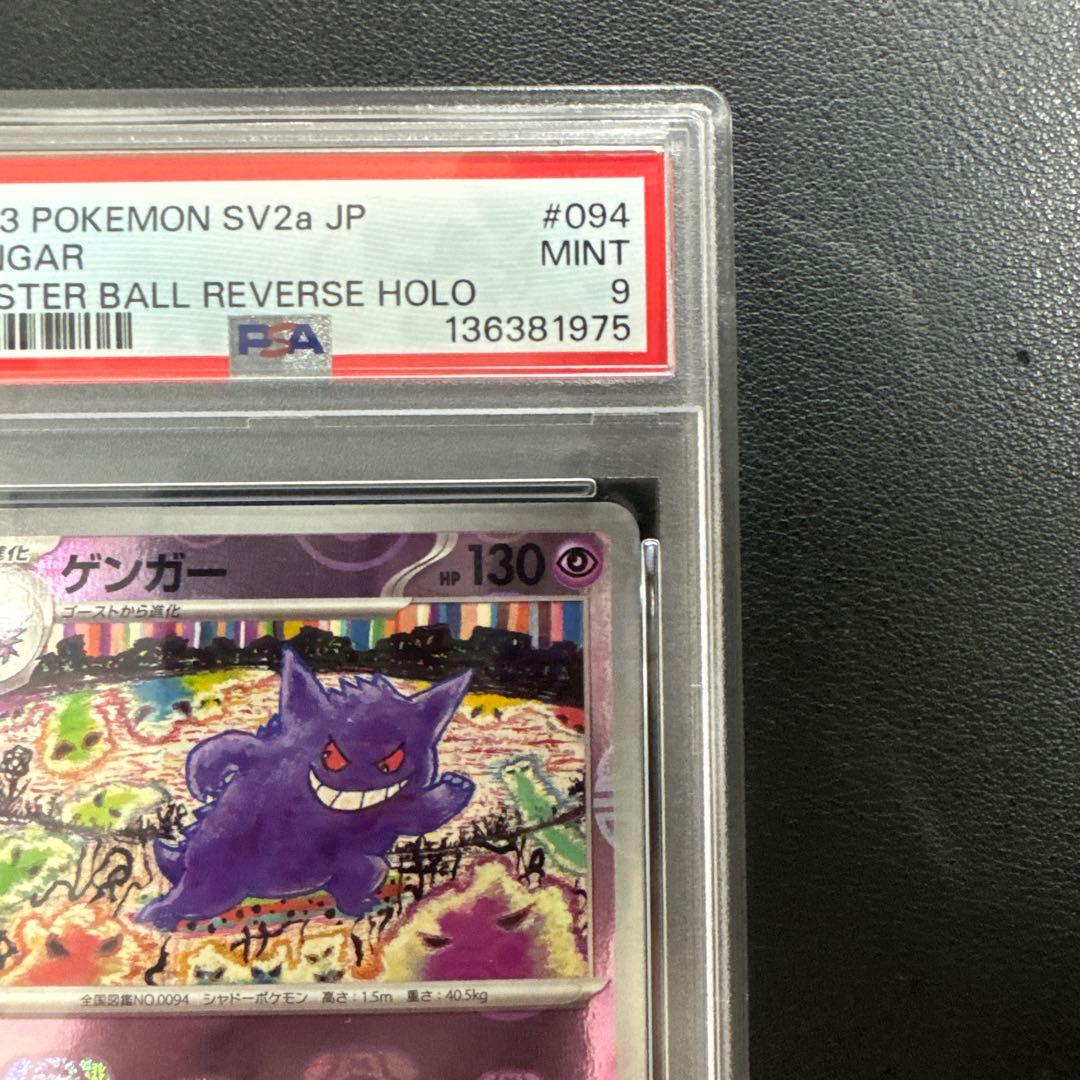 3 POKEMON SV2a JP #094
NGAR MINT
STER BALL REVERSE HOLO 9
PSA 136381975
進化 ゲンガー HP 130
ゴーストから進化
全国図鑑NO.0094 シャドーポケモン 高さ:1.5m 重さ:40.5kg